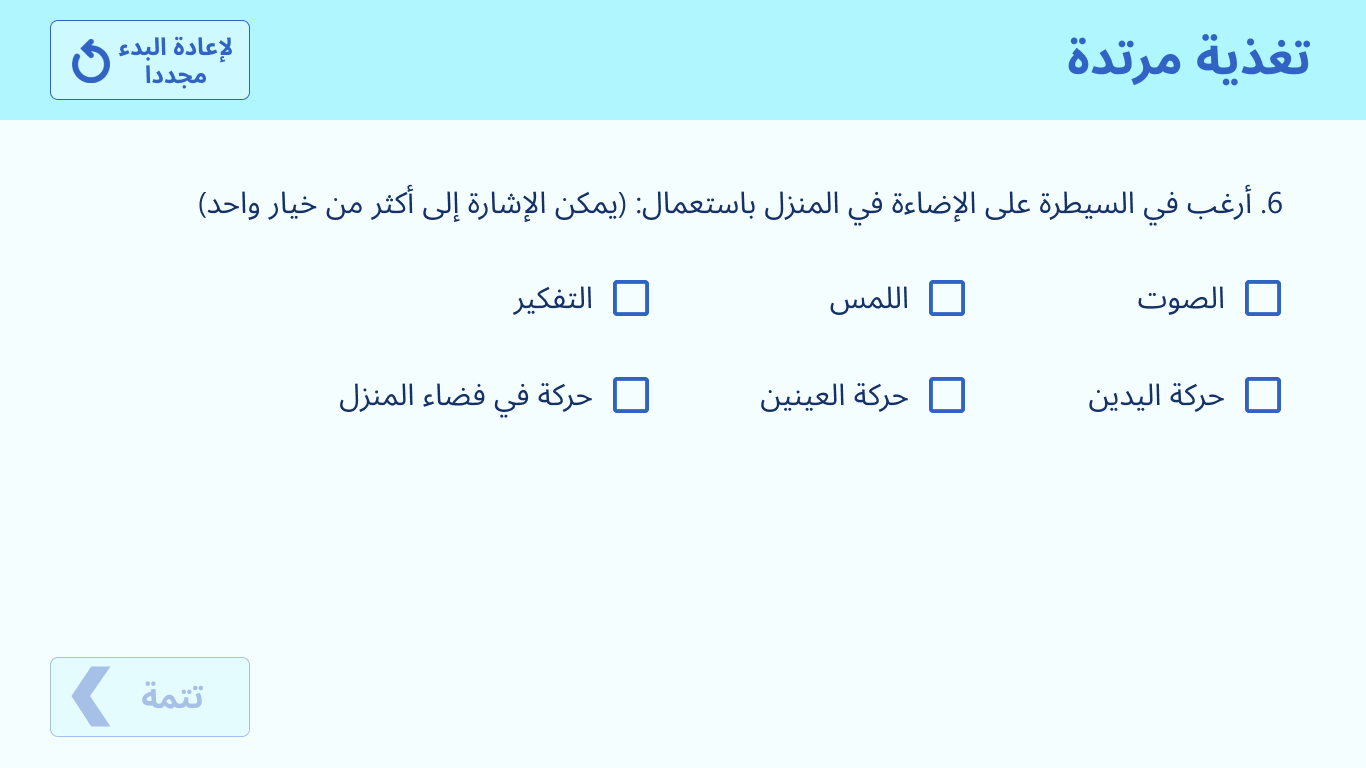 تغذية مرتدة
لإعادة البدء
مجددا
6. أرغب في السيطرة على الإضاءة في المنزل باستعمال: (يمكن الإشارة إلى أكثر من خيار واحد)
الصوت
اللمس
التفكير
حركة اليدين
حركة العينين
حركة في فضاء المنزل
تتمة